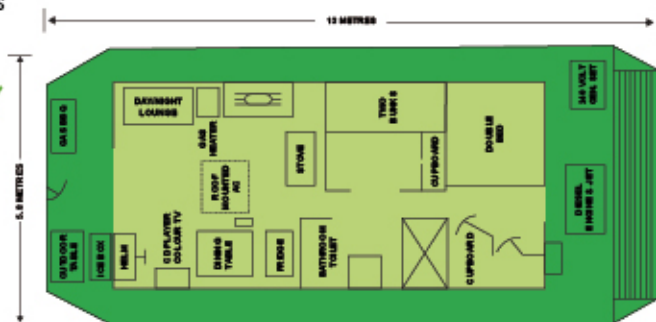 13 METRES
5.0 METRES
GAS BBQ
DAY/NIGHT
LOUNGE
GAS
HEATER
TWO
BUNKS
STOVE
CUPBOARD
DOUBLE
BED
240 VOLT
GEN. SET
ROOF
MOUNTED
AC
DIESEL
ENGINE & JET
OUTDOOR
TABLE
ICE BOX
HELM
CD PLAYER
COLOUR TV
DINING
TABLE
FRIDGE
BATHROOM
TOILET
CUPBOARD